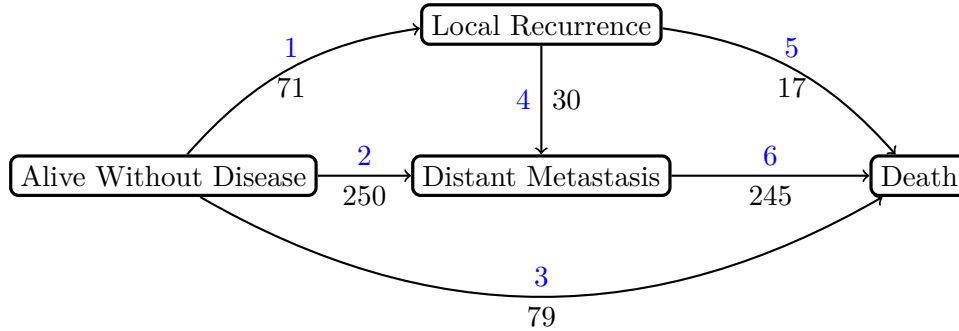 Local Recurrence
1
71
5
17
4 30
Alive Without Disease
2
250
Distant Metastasis
6
245
Death
3
79